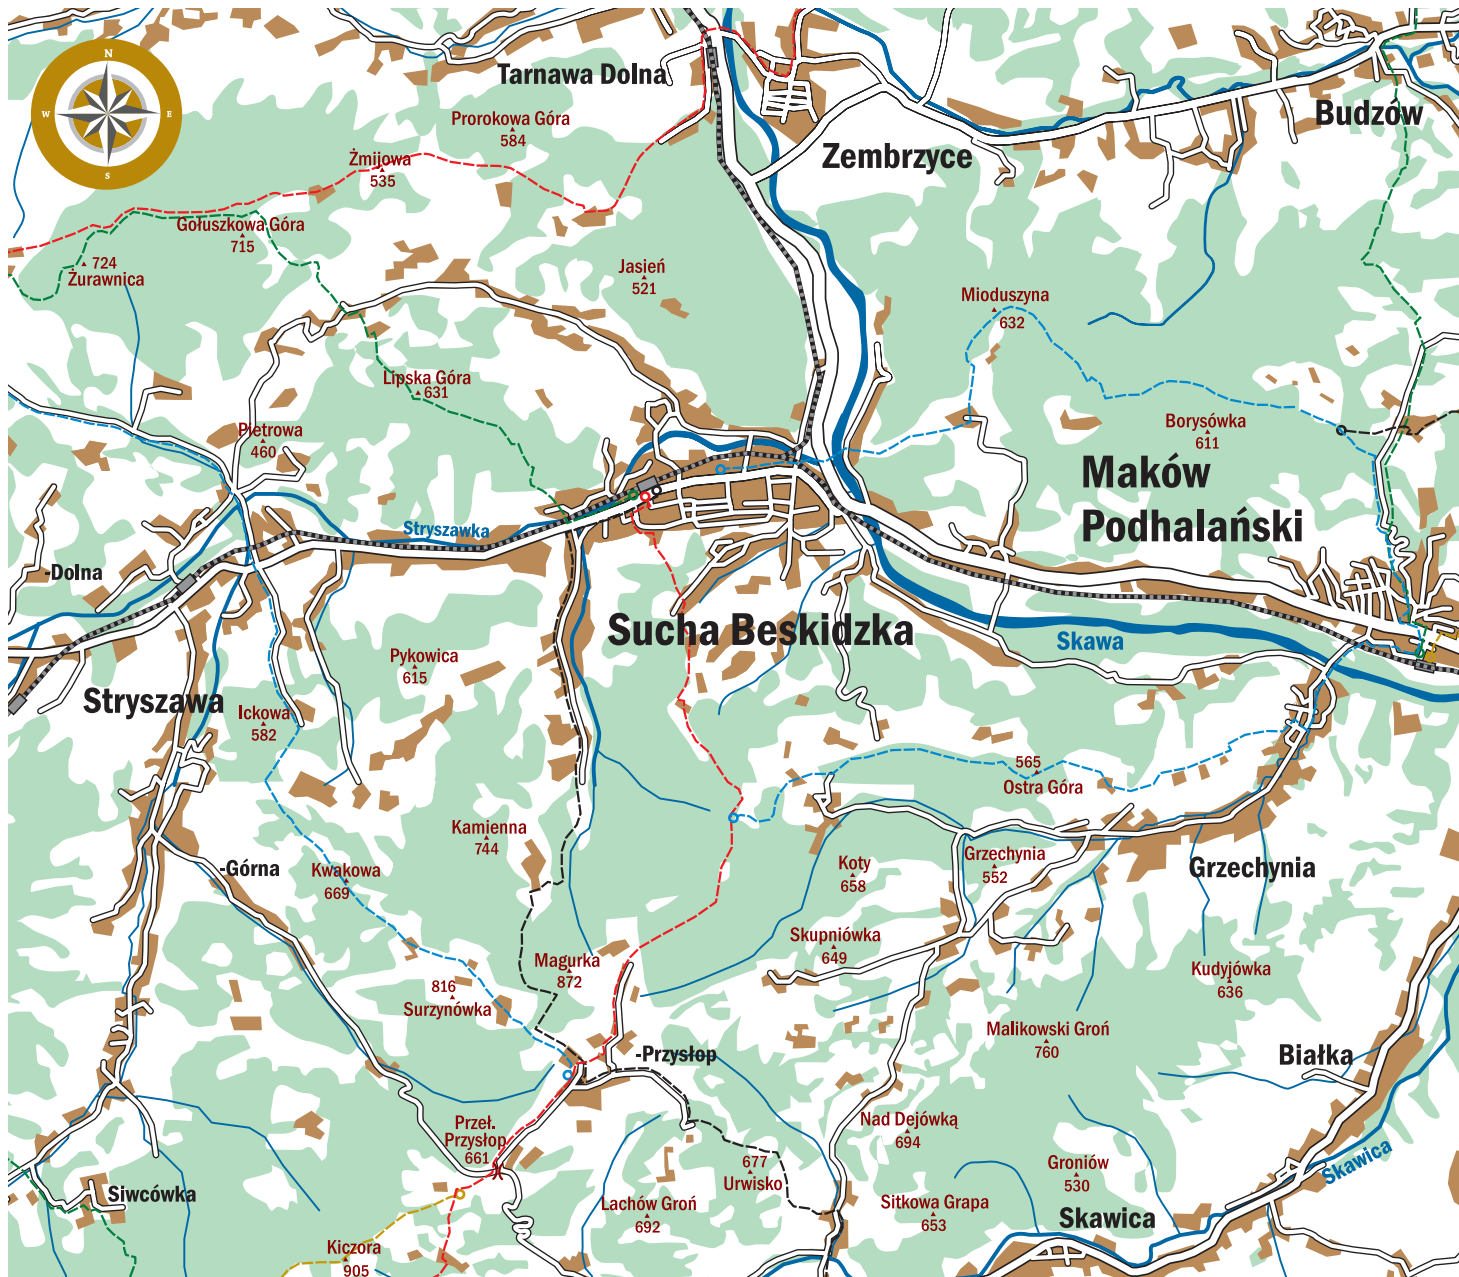 N
W
E
S
Tarnawa Dolna
Budzów
Prorokowa Góra
584
Zembrzyce
Żmijowa
535
Gołuszkowa Góra
715
724
Żurawnica
Jasień
521
Mioduszyna
632
Lipska Góra
631
Pietrowa
460
Borysówka
611
Maków
Podhalański
Stryszawka
-Dolna
Sucha Beskidzka
Skawa
Pykowica
615
Stryszawa
Ickowa
582
565
Ostra Góra
Kamienna
744
-Górna
Kwakowa
669
Koty
658
Grzechynia
552
Grzechynia
Skupniówka
649
Magurka
872
Kudyjówka
636
816
Surzynówka
Malikowski Groń
760
-Przysłop
Białka
Przeł.
Przysłop
661
Nad Dejówką
694
677
Urwisko
Groniów
530
Skawica
Siwcówka
Lachów Groń
692
Sitkowa Grapa
653
Skawica
Kiczora
905